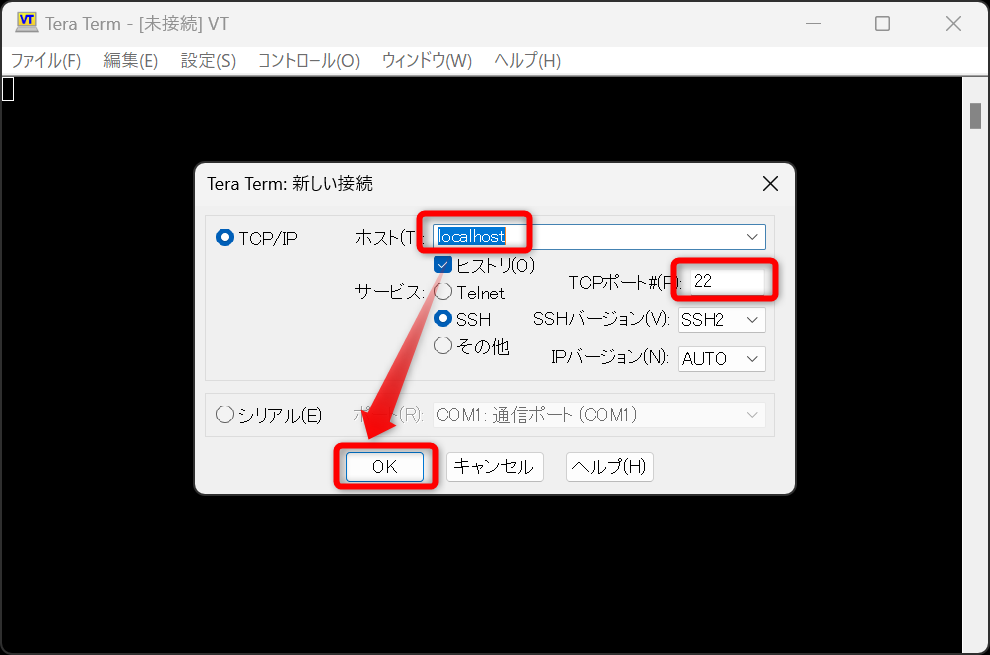 VT Tera Term - [未接続] VT
ファイル(F) 編集(E) 設定(S) コントロール(O) ウィンドウ(W) ヘルプ(H)
Tera Term: 新しい接続
TCP/IP ホスト(T): localhost
ヒストリ(O)
サービス: Telnet TCPポート#(P): 22
SSH SSHバージョン(V): SSH2
その他 IPバージョン(N): AUTO
シリアル(E) ポート(R): COM1: 通信ポート (COM1)
OK キャンセル ヘルプ(H)